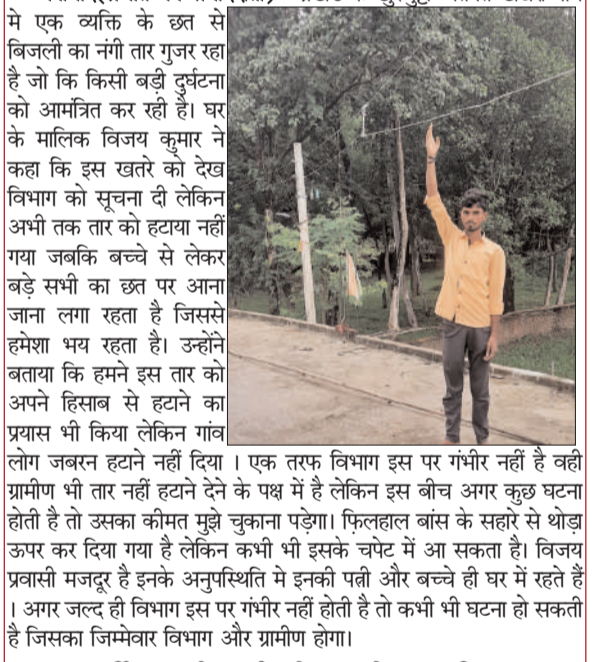 मे एक व्यक्ति के छत से
बिजली का नंगी तार गुजर रहा
है जो कि किसी बड़ी दुर्घटना
को आमंत्रित कर रही है। घर
के मालिक विजय कुमार ने
कहा कि इस खतरे को देख
विभाग को सूचना दी लेकिन
अभी तक तार को हटाया नहीं
गया जबकि बच्चे से लेकर
बड़े सभी का छत पर आना
जाना लगा रहता है जिससे
हमेशा भय रहता है। उन्होंने
बताया कि हमने इस तार को
अपने हिसाब से हटाने का
प्रयास भी किया लेकिन गांव
लोग जबरन हटाने नहीं दिया । एक तरफ विभाग इस पर गंभीर नहीं है वही
ग्रामीण भी तार नहीं हटाने देने के पक्ष में है लेकिन इस बीच अगर कुछ घटना
होती है तो उसका कीमत मुझे चुकाना पड़ेगा। फ़िलहाल बांस के सहारे से थोड़ा
ऊपर कर दिया गया है लेकिन कभी भी इसके चपेट में आ सकता है। विजय
प्रवासी मजदूर है इनके अनुपस्थिति मे इनकी पत्नी और बच्चे ही घर में रहते हैं
। अगर जल्द ही विभाग इस पर गंभीर नहीं होती है तो कभी भी घटना हो सकती
है जिसका जिम्मेवार विभाग और ग्रामीण होगा।